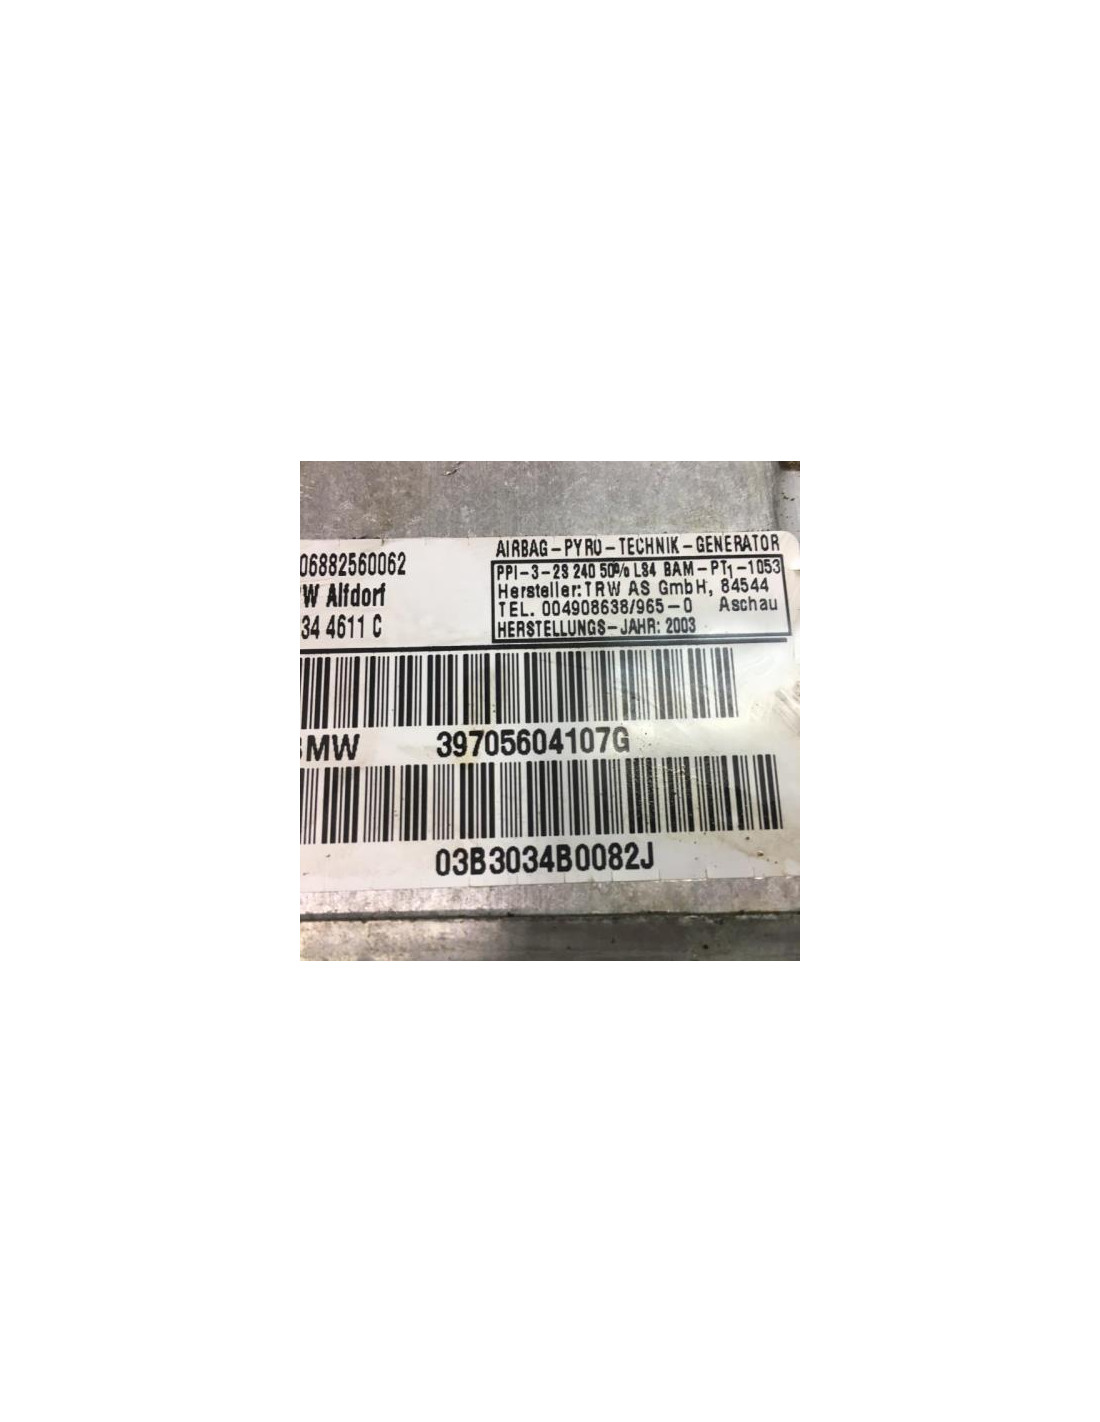 06882560062
W Alfdorf
34 4611 C
AIRBAG-PYRO-TECHNIK-GENERATOR
PPI-3-2S 240 50% LS4 BAM-PT1-1053
Hersteller: TRW AS GmbH, 84544
TEL. 004908638/965-0 Aschau
HERSTELLUNGS-JAHR: 2003
BMW 39705604107G
03B3034B0082J